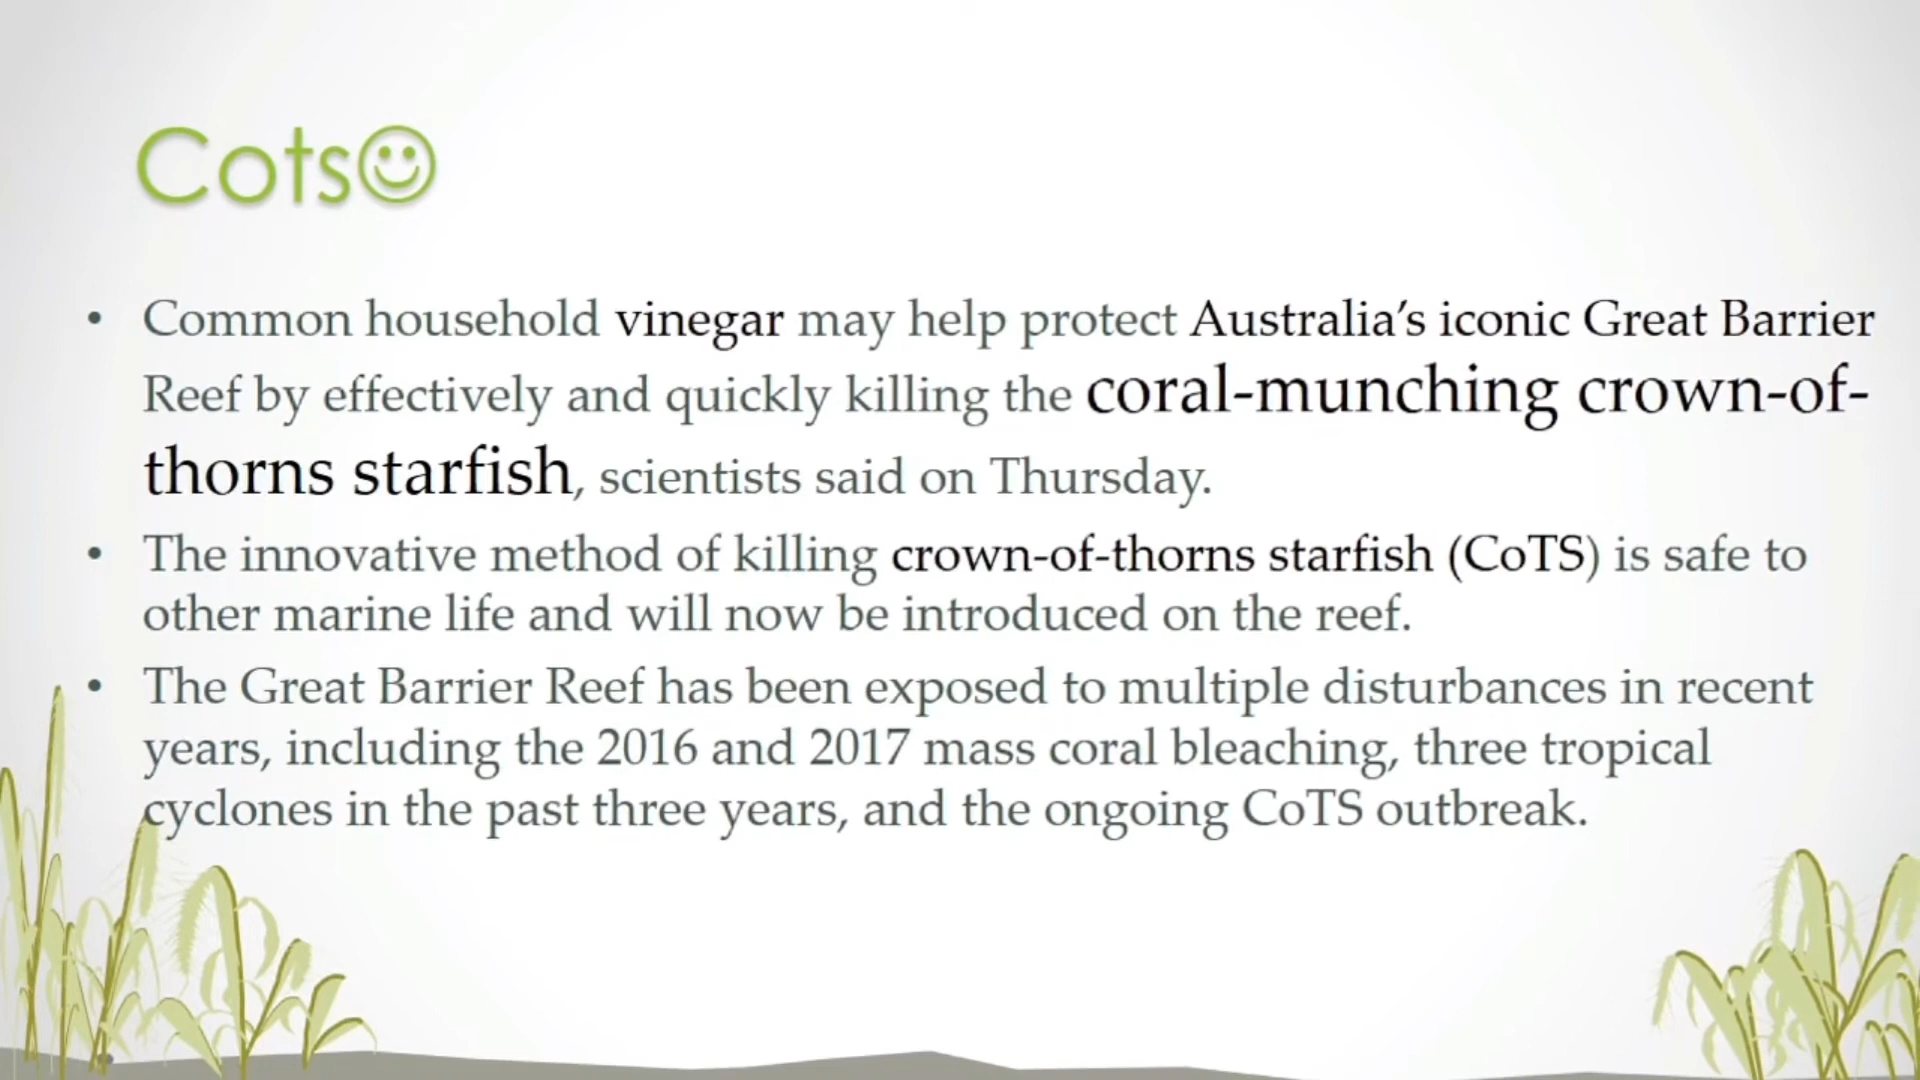 Cots☺
• Common household vinegar may help protect Australia’s iconic Great Barrier
Reef by effectively and quickly killing the coral-munching crown-of-
thorns starfish, scientists said on Thursday.
• The innovative method of killing crown-of-thorns starfish (CoTS) is safe to
other marine life and will now be introduced on the reef.
• The Great Barrier Reef has been exposed to multiple disturbances in recent
years, including the 2016 and 2017 mass coral bleaching, three tropical
cyclones in the past three years, and the ongoing CoTS outbreak.